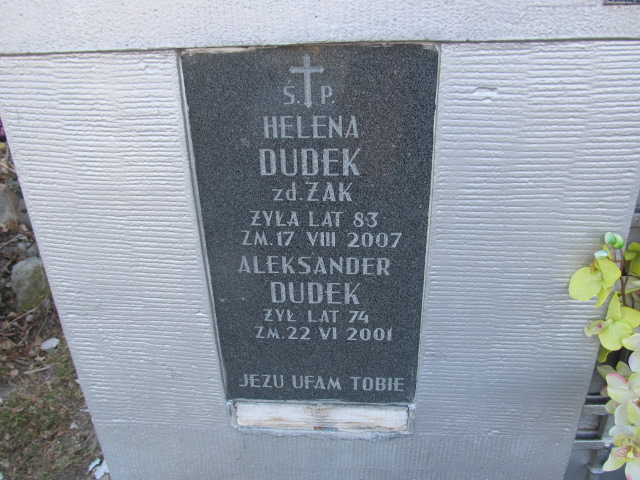 Ś. P.
HELENA
DUDEK
zd. ŻAK
ŻYŁA LAT 83
ZM. 17 VIII 2007
ALEKSANDER
DUDEK
ŻYŁ LAT 74
ZM. 22 VI 2001
JEZU UFAM TOBIE